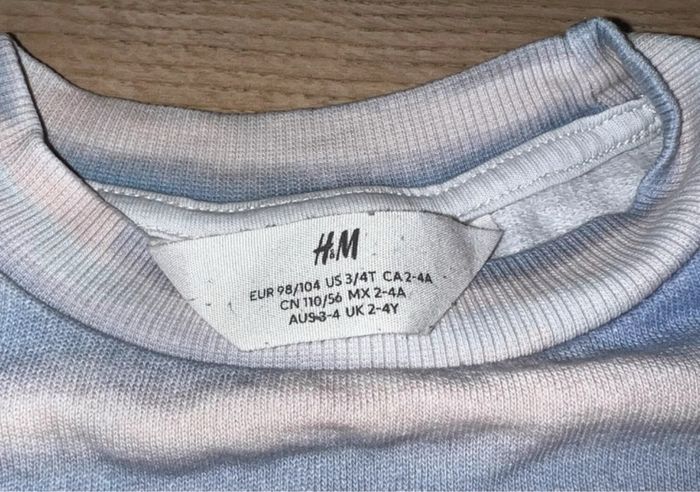 H&M
EUR 98/104 US 3/4T CA 2-4A
CN 110/56 MX 2-4A
AUS 3-4 UK 2-4Y